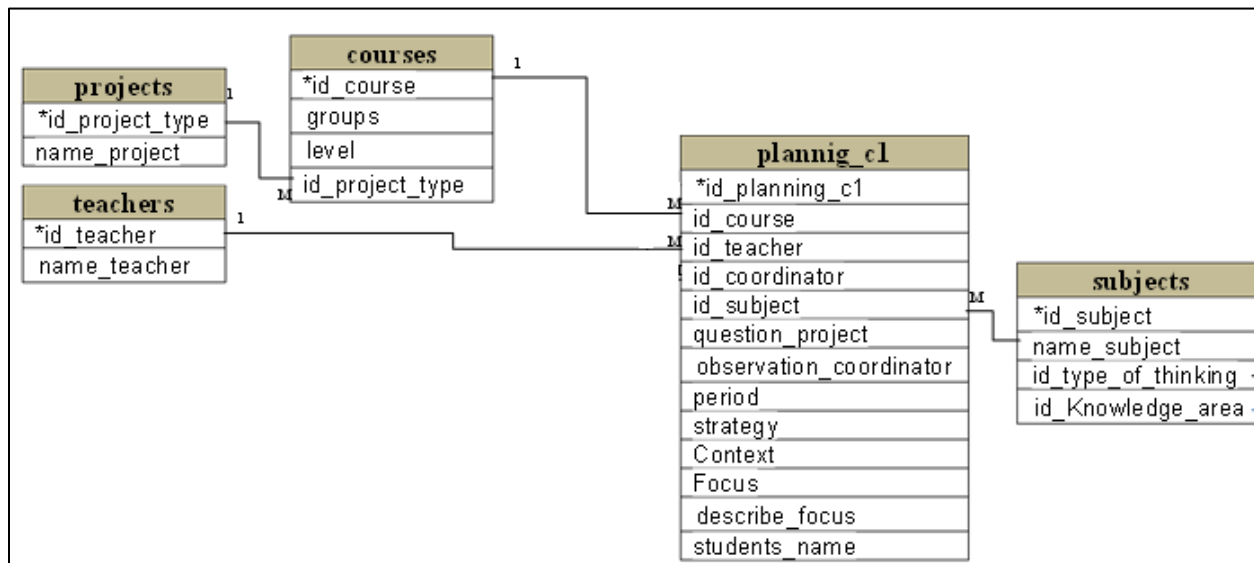 projects
*id_project_type
name_project
teachers
*id_teacher
name_teacher
courses
*id_course
groups
level
id_project_type
1
M
1
1
M
M
plannig_c1
*id_planning_c1
id_course
id_teacher
id_coordinator
id_subject
question_project
observation_coordinator
period
strategy
Context
Focus
describe_focus
students_name
M
subjects
*id_subject
name_subject
id_type_of_thinking
id_Knowledge_area